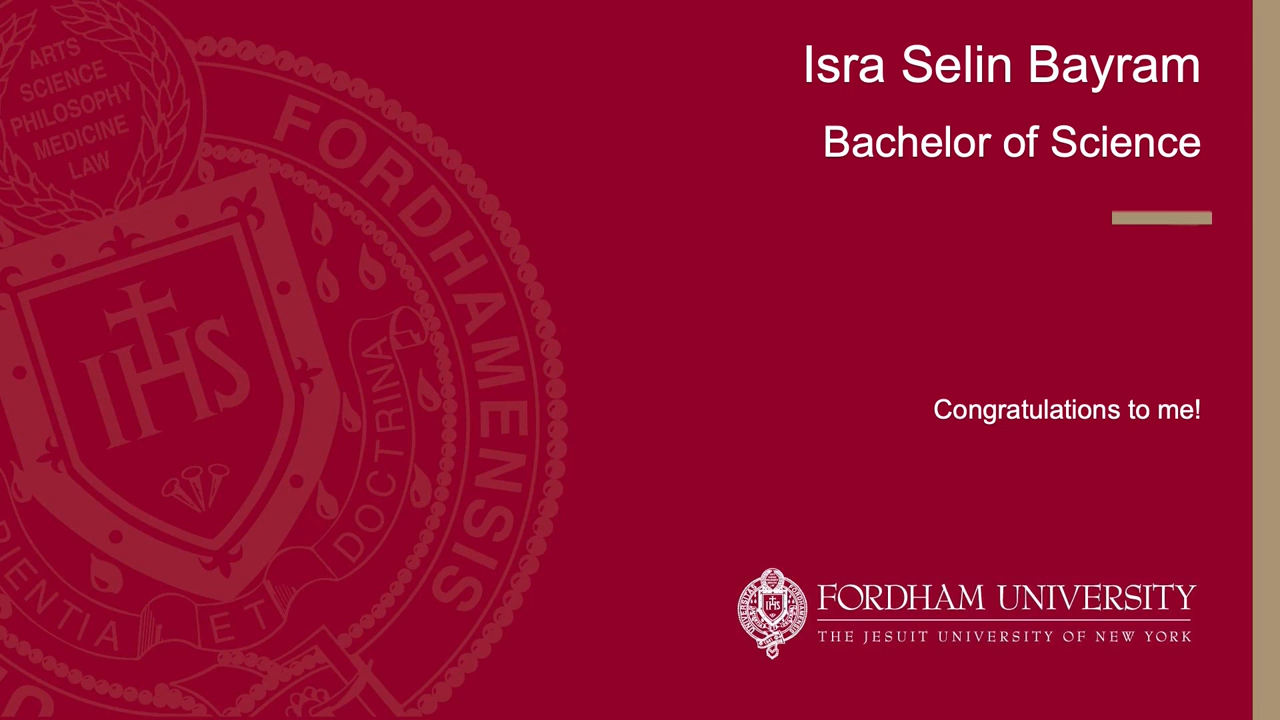 Isra Selin Bayram
Bachelor of Science
Congratulations to me!
FORDHAM UNIVERSITY
THE JESUIT UNIVERSITY OF NEW YORK
ARTS
SCIENCE
PHILOSOPHY
MEDICINE
LAW
FORDHAMENSIS
IHS
DOCTRINA
ET
PIENTIA